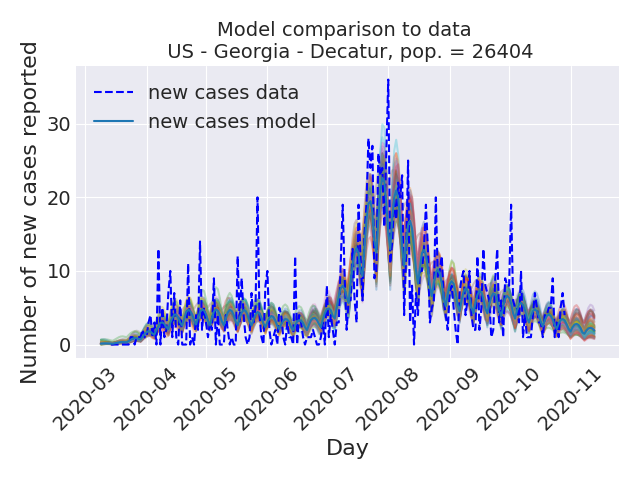 Model comparison to data
US - Georgia - Decatur, pop. = 26404
Number of new cases reported
new cases data
new cases model
30
20
10
0
2020-03
2020-04
2020-05
2020-06
2020-07
2020-08
2020-09
2020-10
2020-11
Day